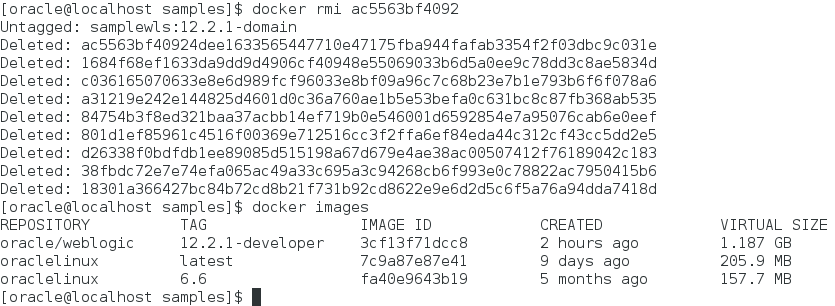 [oracle@localhost samples]$ docker rmi ac5563bf4092
Untagged: samplewls:12.2.1-domain
Deleted: ac5563bf40924dee1633565447710e47175fba944fafab3354f2f03dbc9c031e
Deleted: 1684f68ef1633da9dd9d4906cf40948e55069033b6d5a0ee9c78dd3c8ae5834d
Deleted: c036165070633e8e6d989fcf96033e8bf09a96c7c68b23e7b1e793b6f6f078a6
Deleted: a31219e242e144825d4601d0c36a760ae1b5e53befa0c631bc8c87fb368ab535
Deleted: 84754b3f8ed321baa37acbb14ef719b0e546001d6592854e7a95076cab6e0eef
Deleted: 801d1ef85961c4516f00369e712516cc3f2ffa6ef84eda44c312cf43cc5dd2e5
Deleted: d26338f0bdfdb1ee89085d515198a67d679e4ae38ac00507412f76189042c183
Deleted: 38fbdc72e7e74efa065ac49a33c695a3c94268cb6f993e0c78822ac7950415b6
Deleted: 18301a366427bc84b72cd8b21f731b92cd8622e9e6d2d5c6f5a76a94dda7418d
[oracle@localhost samples]$ docker images
REPOSITORY TAG IMAGE ID CREATED VIRTUAL SIZE
oracle/weblogic 12.2.1-developer 3cf13f71dcc8 2 hours ago 1.187 GB
oraclelinux latest 7c9a87e87e41 9 days ago 205.9 MB
oraclelinux 6.6 fa40e9643b19 5 months ago 157.7 MB
[oracle@localhost samples]$